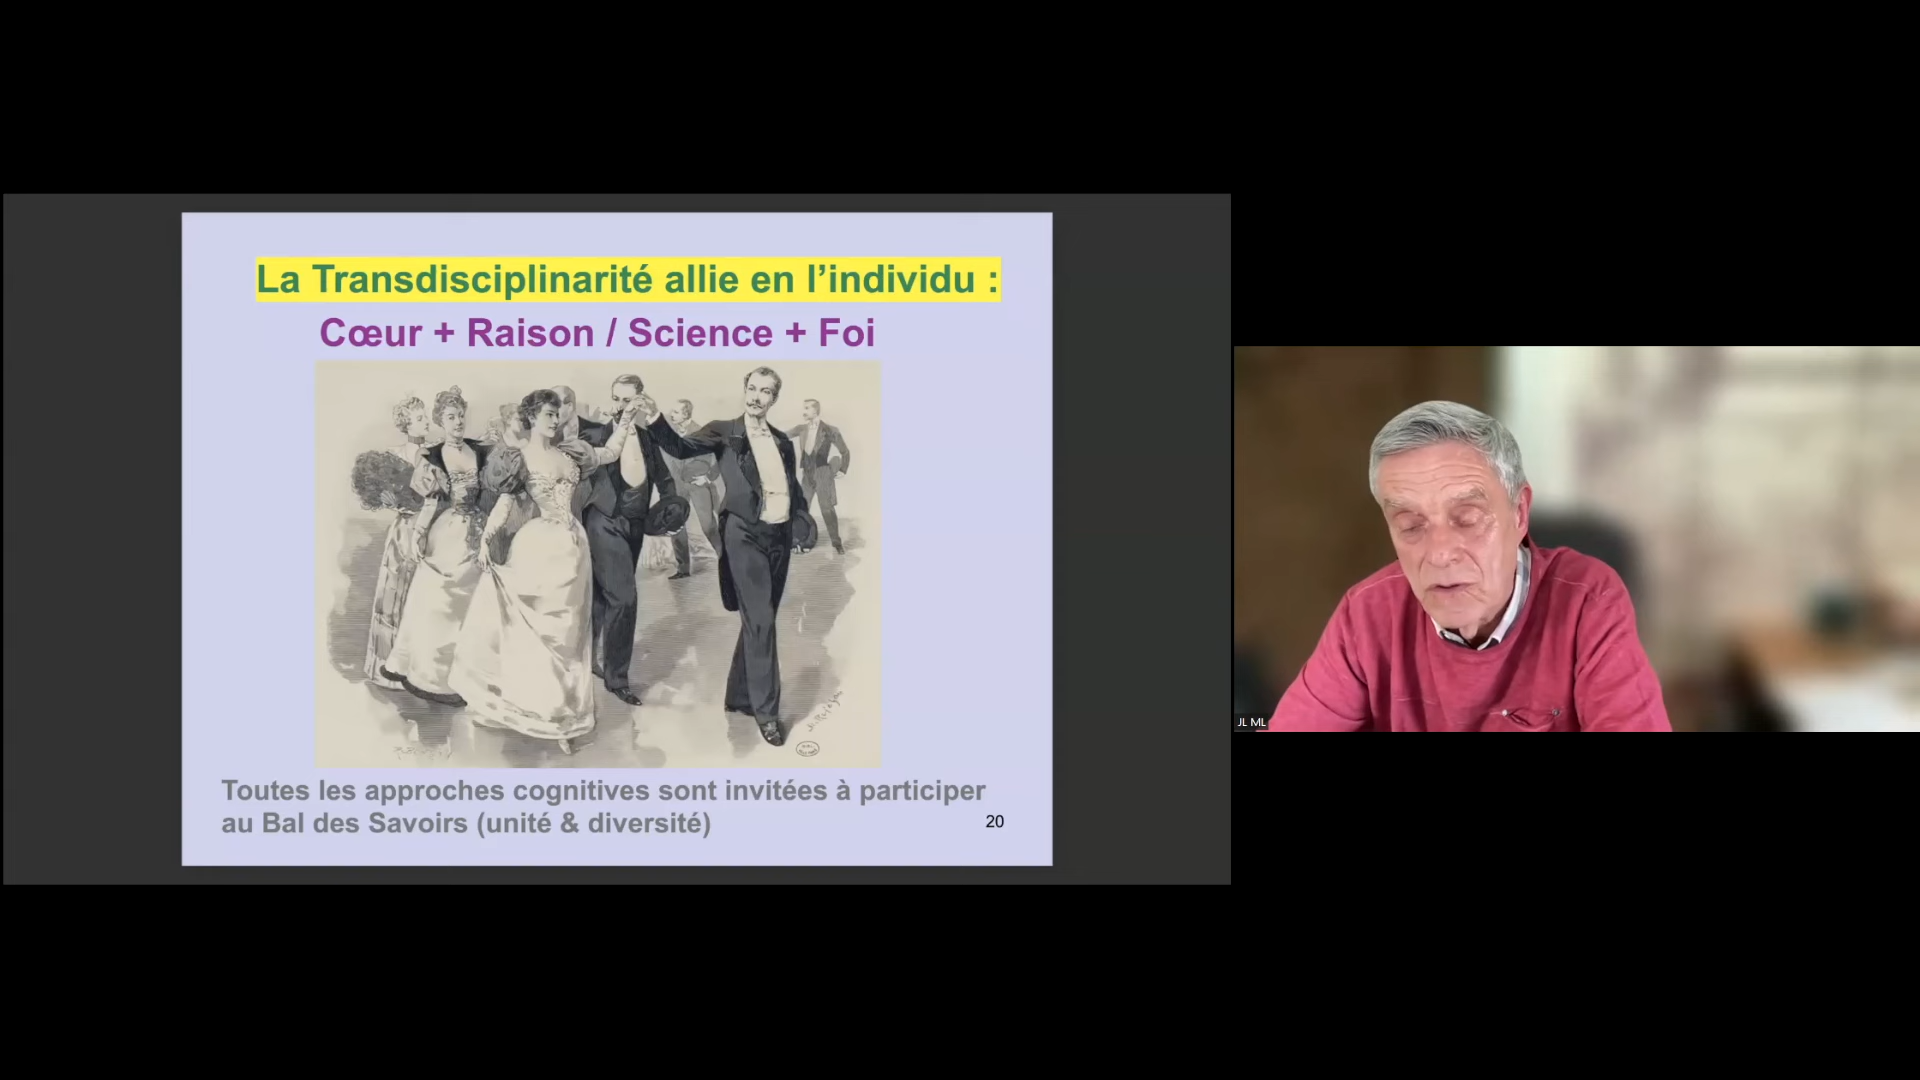 La Transdisciplinarité allie en l’individu :
Cœur + Raison / Science + Foi
Toutes les approches cognitives sont invitées à participer
au Bal des Savoirs (unité & diversité)
20
JL ML